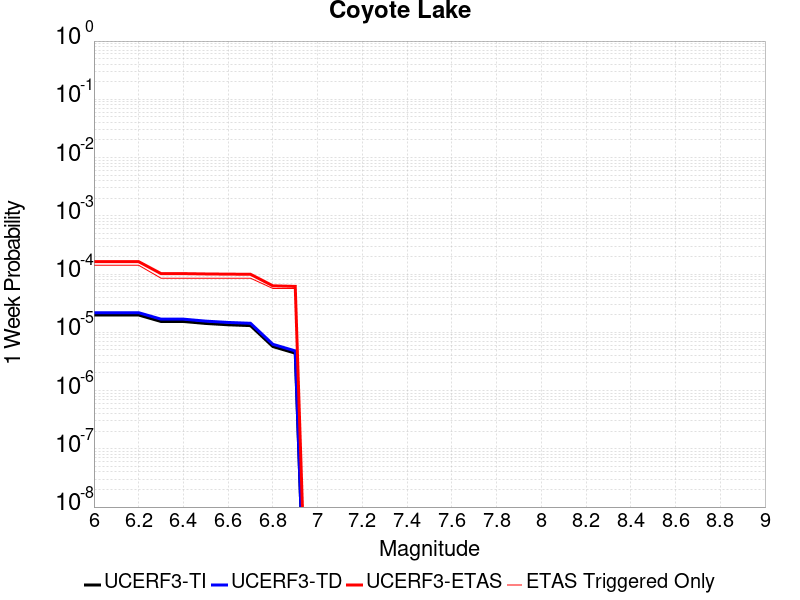 Coyote Lake
10^0
10^-1
10^-2
10^-3
10^-4
10^-5
10^-6
10^-7
10^-8
1 Week Probability
6 6.2 6.4 6.6 6.8 7 7.2 7.4 7.6 7.8 8 8.2 8.4 8.6 8.8 9
Magnitude
UCERF3-TI UCERF3-TD UCERF3-ETAS ETAS Triggered Only